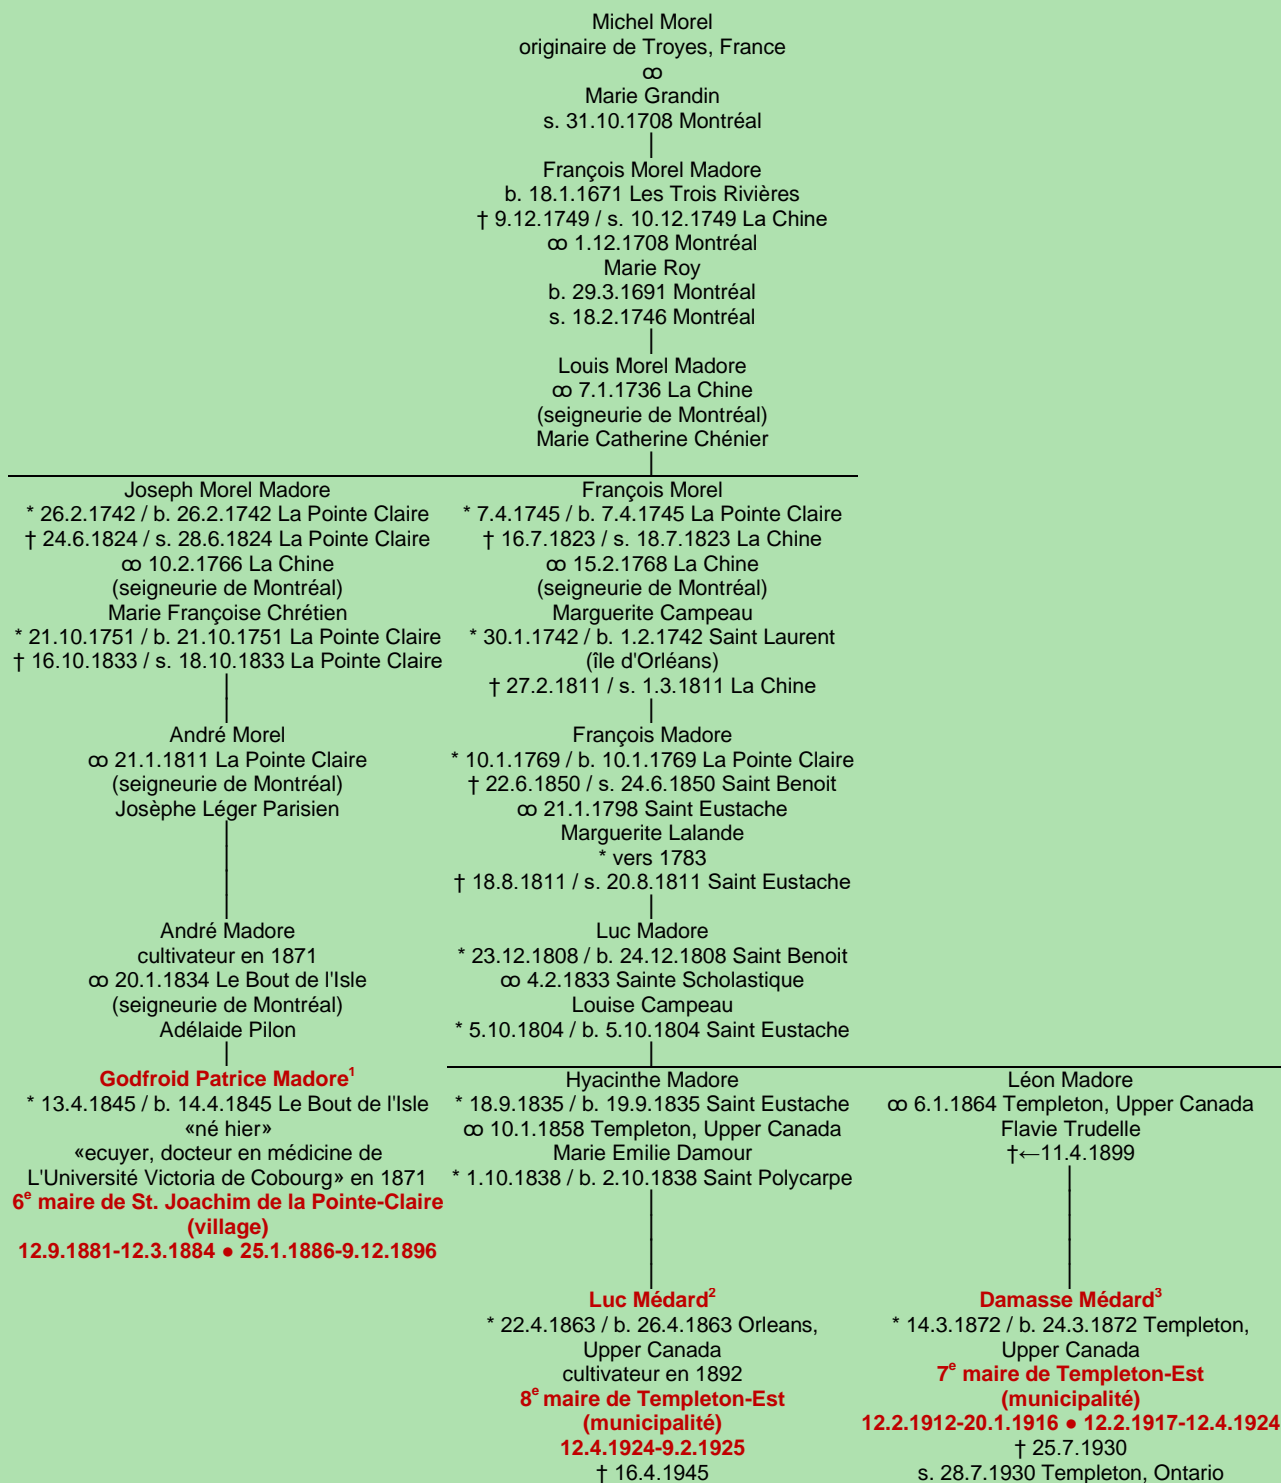 Michel Morel
originaire de Troyes, France
∞
Marie Grandin
s. 31.10.1708 Montréal
François Morel Madore
b. 18.1.1671 Les Trois Rivières
† 9.12.1749 / s. 10.12.1749 La Chine
∞ 1.12.1708 Montréal
Marie Roy
b. 29.3.1691 Montréal
s. 18.2.1746 Montréal
Louis Morel Madore
∞ 7.1.1736 La Chine
(seigneurie de Montréal)
Marie Catherine Chénier
Joseph Morel Madore
* 26.2.1742 / b. 26.2.1742 La Pointe Claire
† 24.6.1824 / s. 28.6.1824 La Pointe Claire
∞ 10.2.1766 La Chine
(seigneurie de Montréal)
Marie Françoise Chrétien
* 21.10.1751 / b. 21.10.1751 La Pointe Claire
† 16.10.1833 / s. 18.10.1833 La Pointe Claire
François Morel
* 7.4.1745 / b. 7.4.1745 La Pointe Claire
† 16.7.1823 / s. 18.7.1823 La Chine
∞ 15.2.1768 La Chine
(seigneurie de Montréal)
Marguerite Campeau
* 30.1.1742 / b. 1.2.1742 Saint Laurent
(île d'Orléans)
† 27.2.1811 / s. 1.3.1811 La Chine
André Morel
∞ 21.1.1811 La Pointe Claire
(seigneurie de Montréal)
Josèphe Léger Parisien
François Madore
* 10.1.1769 / b. 10.1.1769 La Pointe Claire
† 22.6.1850 / s. 24.6.1850 Saint Benoit
∞ 21.1.1798 Saint Eustache
Marguerite Lalande
* vers 1783
† 18.8.1811 / s. 20.8.1811 Saint Eustache
André Madore
cultivateur en 1871
∞ 20.1.1834 Le Bout de l'Isle
(seigneurie de Montréal)
Adélaide Pilon
Luc Madore
* 23.12.1808 / b. 24.12.1808 Saint Benoit
∞ 4.2.1833 Sainte Scholastique
Louise Campeau
* 5.10.1804 / b. 5.10.1804 Saint Eustache
Godfroid Patrice Madore¹
* 13.4.1845 / b. 14.4.1845 Le Bout de l'Isle
«né hier»
«ecuyer, docteur en médicine de
L'Université Victoria de Cobourg» en 1871
6e maire de St. Joachim de la Pointe-Claire
(village)
12.9.1881-12.3.1884 ● 25.1.1886-9.12.1896
Hyacinthe Madore
* 18.9.1835 / b. 19.9.1835 Saint Eustache
∞ 10.1.1858 Templeton, Upper Canada
Marie Emilie Damour
* 1.10.1838 / b. 2.10.1838 Saint Polycarpe
Léon Madore
∞ 6.1.1864 Templeton, Upper Canada
Flavie Trudelle
†←11.4.1899
Luc Médard²
* 22.4.1863 / b. 26.4.1863 Orleans,
Upper Canada
cultivateur en 1892
8e maire de Templeton-Est
(municipalité)
12.4.1924-9.2.1925
† 16.4.1945
Damasse Médard³
* 14.3.1872 / b. 24.3.1872 Templeton,
Upper Canada
7e maire de Templeton-Est
(municipalité)
12.2.1912-20.1.1916 ● 12.2.1917-12.4.1924
† 25.7.1930
s. 28.7.1930 Templeton, Ontario